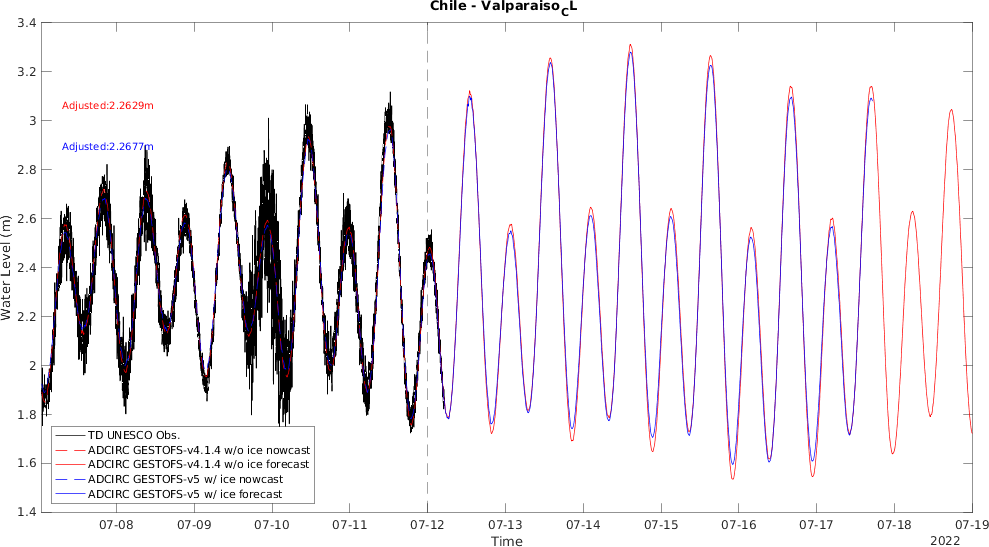 Chile - Valparaiso_CL
3.4
3.2
3
2.8
2.6
2.4
2.2
2
1.8
1.6
1.4
Water Level (m)
Adjusted:2.2629m
Adjusted:2.2677m
TD UNESCO Obs.
ADCIRC GESTOFS-v4.1.4 w/o ice nowcast
ADCIRC GESTOFS-v4.1.4 w/o ice forecast
ADCIRC GESTOFS-v5 w/ ice nowcast
ADCIRC GESTOFS-v5 w/ ice forecast
07-08 07-09 07-10 07-11 07-12 07-13 07-14 07-15 07-16 07-17 07-18 07-19
Time
2022